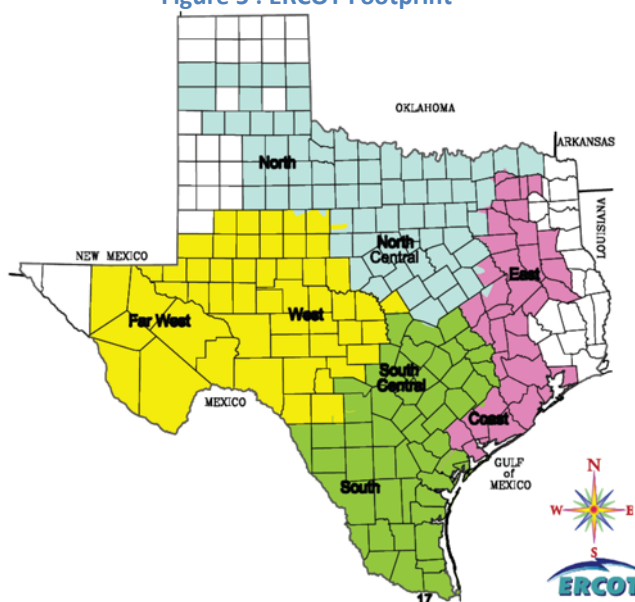 Figure 5 : ERCOT Footprint
OKLAHOMA
ARKANSAS
North
LOUISIANA
NEW MEXICO
North
Central
East
Far West
West
South
Central
MEXICO
Coast
GULF
of
MEXICO
South
N
W
E
S
ERCOT
17